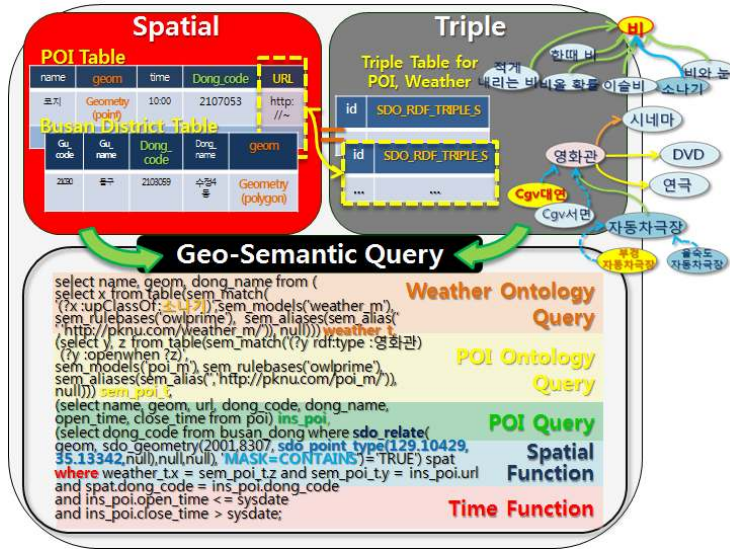 Spatial
POI Table
name geom time Dong_code URL
토지 Geometry (point) 10:00 2107053 http: //~
Busan District Table
Gu_ code Gu_ name Dong_ code Dong_ name geom
2103059 수정4 동 Geometry (polygon)
Triple
Triple Table for
POI, Weather
id SDO_RDF_TRIPLE_S
id SDO_RDF_TRIPLE_S
... ...
비
한때 비
적게
내리는 비
비올 확률
이슬비
소나기
비와 눈
시네마
영화관
DVD
연극
Cgv대연
Cgv서면
자동차극장
부경
자동차극장
을숙도
자동차극장
Geo-Semantic Query
select name, geom, dong_name from (
select x from table(sem_match(
'(?x :upClassOf :소나기)',sem_models('weather_m'),
sem_rulebases('owlprime'), sem_aliases(sem_alias('
','http://pknu.com/weather_m/')), null))) weather_t,
Weather Ontology
Query
(select y, z from table(sem_match('(?y rdf:type :영화관)
(?y :openwhen ?z)',
sem_models('poi_m'), sem_rulebases('owlprime'),
sem_aliases(sem_alias('','http://pknu.com/poi_m/')),
null))) sem_poi_t,
POI Ontology
Query
(select name, geom, url, dong_code, dong_name,
open_time, close_time from poi) ins_poi,
POI Query
(select dong_code from busan_dong where sdo_relate(
geom, sdo_geometry(2001,8307, sdo_point_type(129.10429,
35.13342,null),null,null), 'MASK=CONTAINS')='TRUE') spat
where weather_t.x = sem_poi_t.z and sem_poi_t.y = ins_poi.url
and spat.dong_code = ins_poi.dong_code
Spatial
Function
and ins_poi.open_time <= sysdate
and ins_poi.close_time > sysdate;
Time Function